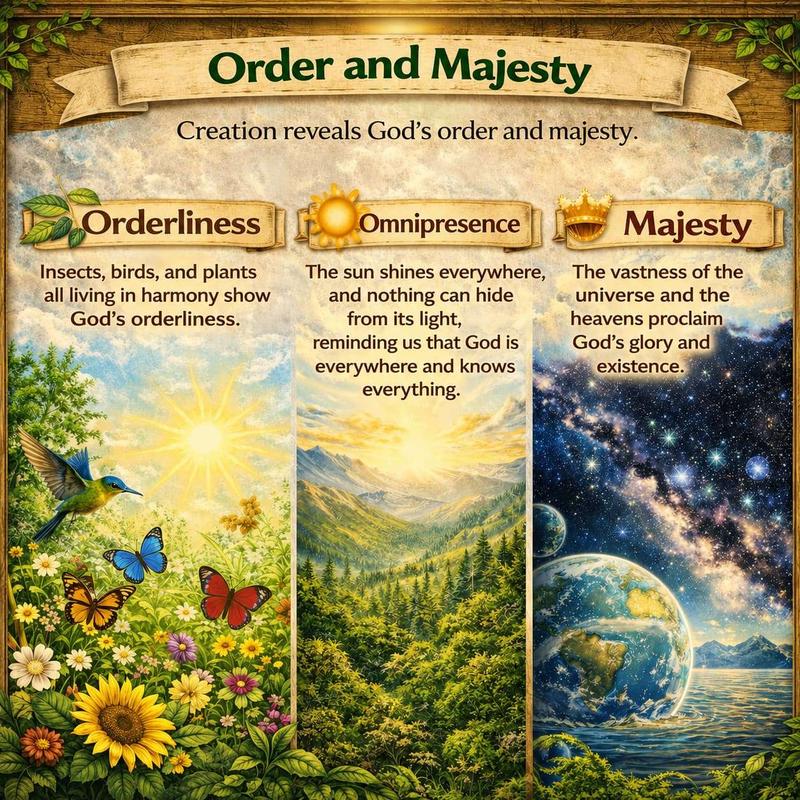 Order and Majesty
Creation reveals God's order and majesty.
Orderliness
Insects, birds, and plants
all living in harmony show
God's orderliness.
Omnipresence
The sun shines everywhere,
and nothing can hide
from its light,
reminding us that God is
everywhere and knows
everything.
Majesty
The vastness of the
universe and the
heavens proclaim
God's glory and
existence.